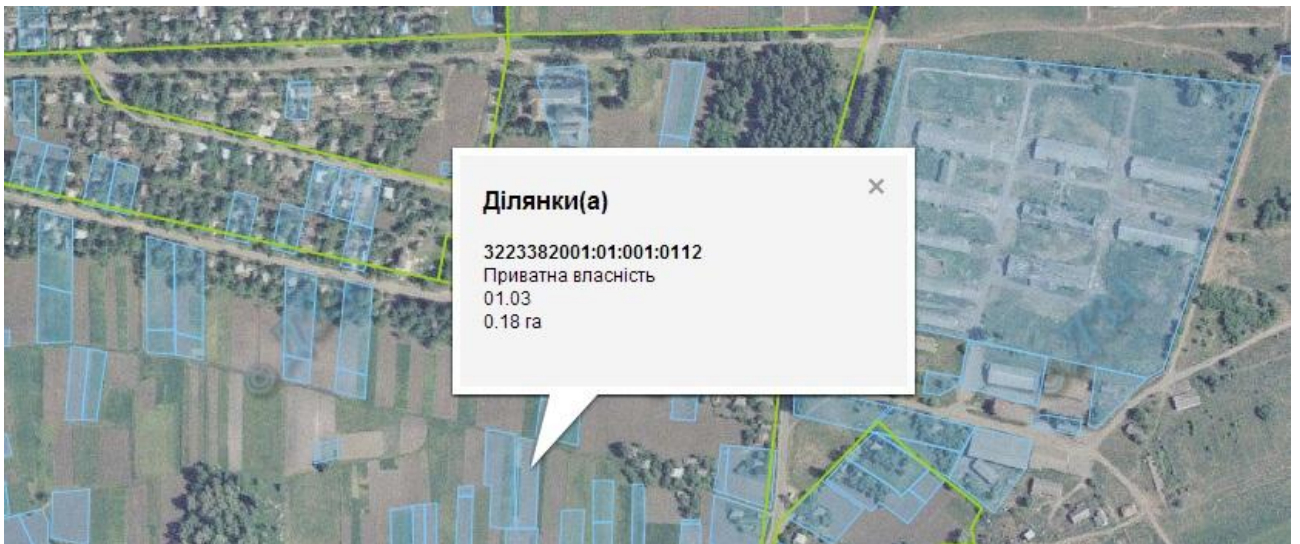 Ділянки(а)
×
3223382001:01:001:0112
Приватна власність
01.03
0.18 га